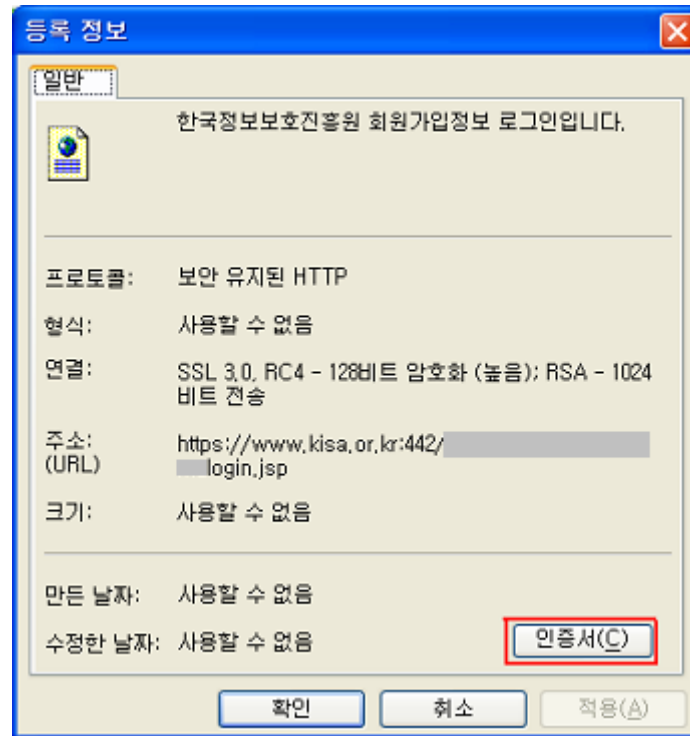 등록 정보
일반
한국정보보호진흥원 회원가입정보 로그인입니다.
프로토콜: 보안 유지된 HTTP
형식: 사용할 수 없음
연결: SSL 3.0, RC4 - 128비트 암호화 (높음); RSA - 1024
비트 전송
주소: https://www.kisa.or.kr:442/
(URL) login.jsp
크기: 사용할 수 없음
만든 날짜: 사용할 수 없음
수정한 날짜: 사용할 수 없음 인증서(C)
확인 취소 적용(A)